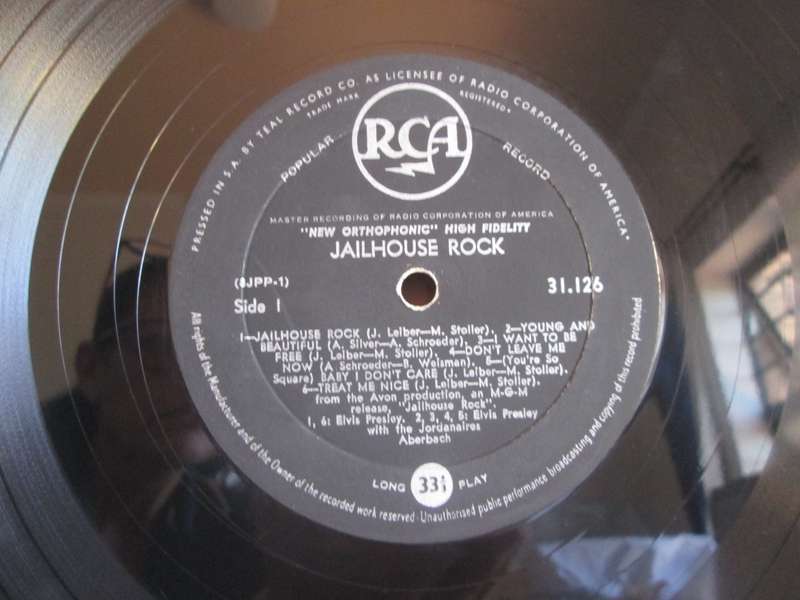 PRESSED IN S.A. BY TEAL RECORD CO. AS LICENSEE OF RADIO CORPORATION OF AMERICA
TRADE MARK
REGISTERED
RCA
POPULAR
RECORD
MASTER RECORDING OF RADIO CORPORATION OF AMERICA
"NEW ORTHOPHONIC" HIGH FIDELITY
JAILHOUSE ROCK
(8JPP-1)
31.126
Side 1
1—JAILHOUSE ROCK (J. Leiber—M. Stoller). 2—YOUNG AND
BEAUTIFUL (A. Silver—A. Schroeder). 3—I WANT TO BE
FREE (J. Leiber—M. Stoller). 4—DON'T LEAVE ME
NOW (A Schroeder—B. Weisman). 5—(You're So
Square) BABY I DON'T CARE (J. Leiber—M. Stoller).
6—TREAT ME NICE (J. Leiber—M. Stoller).
from the Avon production, an M-G-M
release, "Jailhouse Rock".
1, 6: Elvis Presley. 2, 3, 4, 5: Elvis Presley
with the Jordanaires
Aberbach
LONG 33⅓ PLAY
All rights of the Manufacturer and of the Owner of the recorded work reserved · Unauthorised public performance broadcasting and copying of this record prohibited